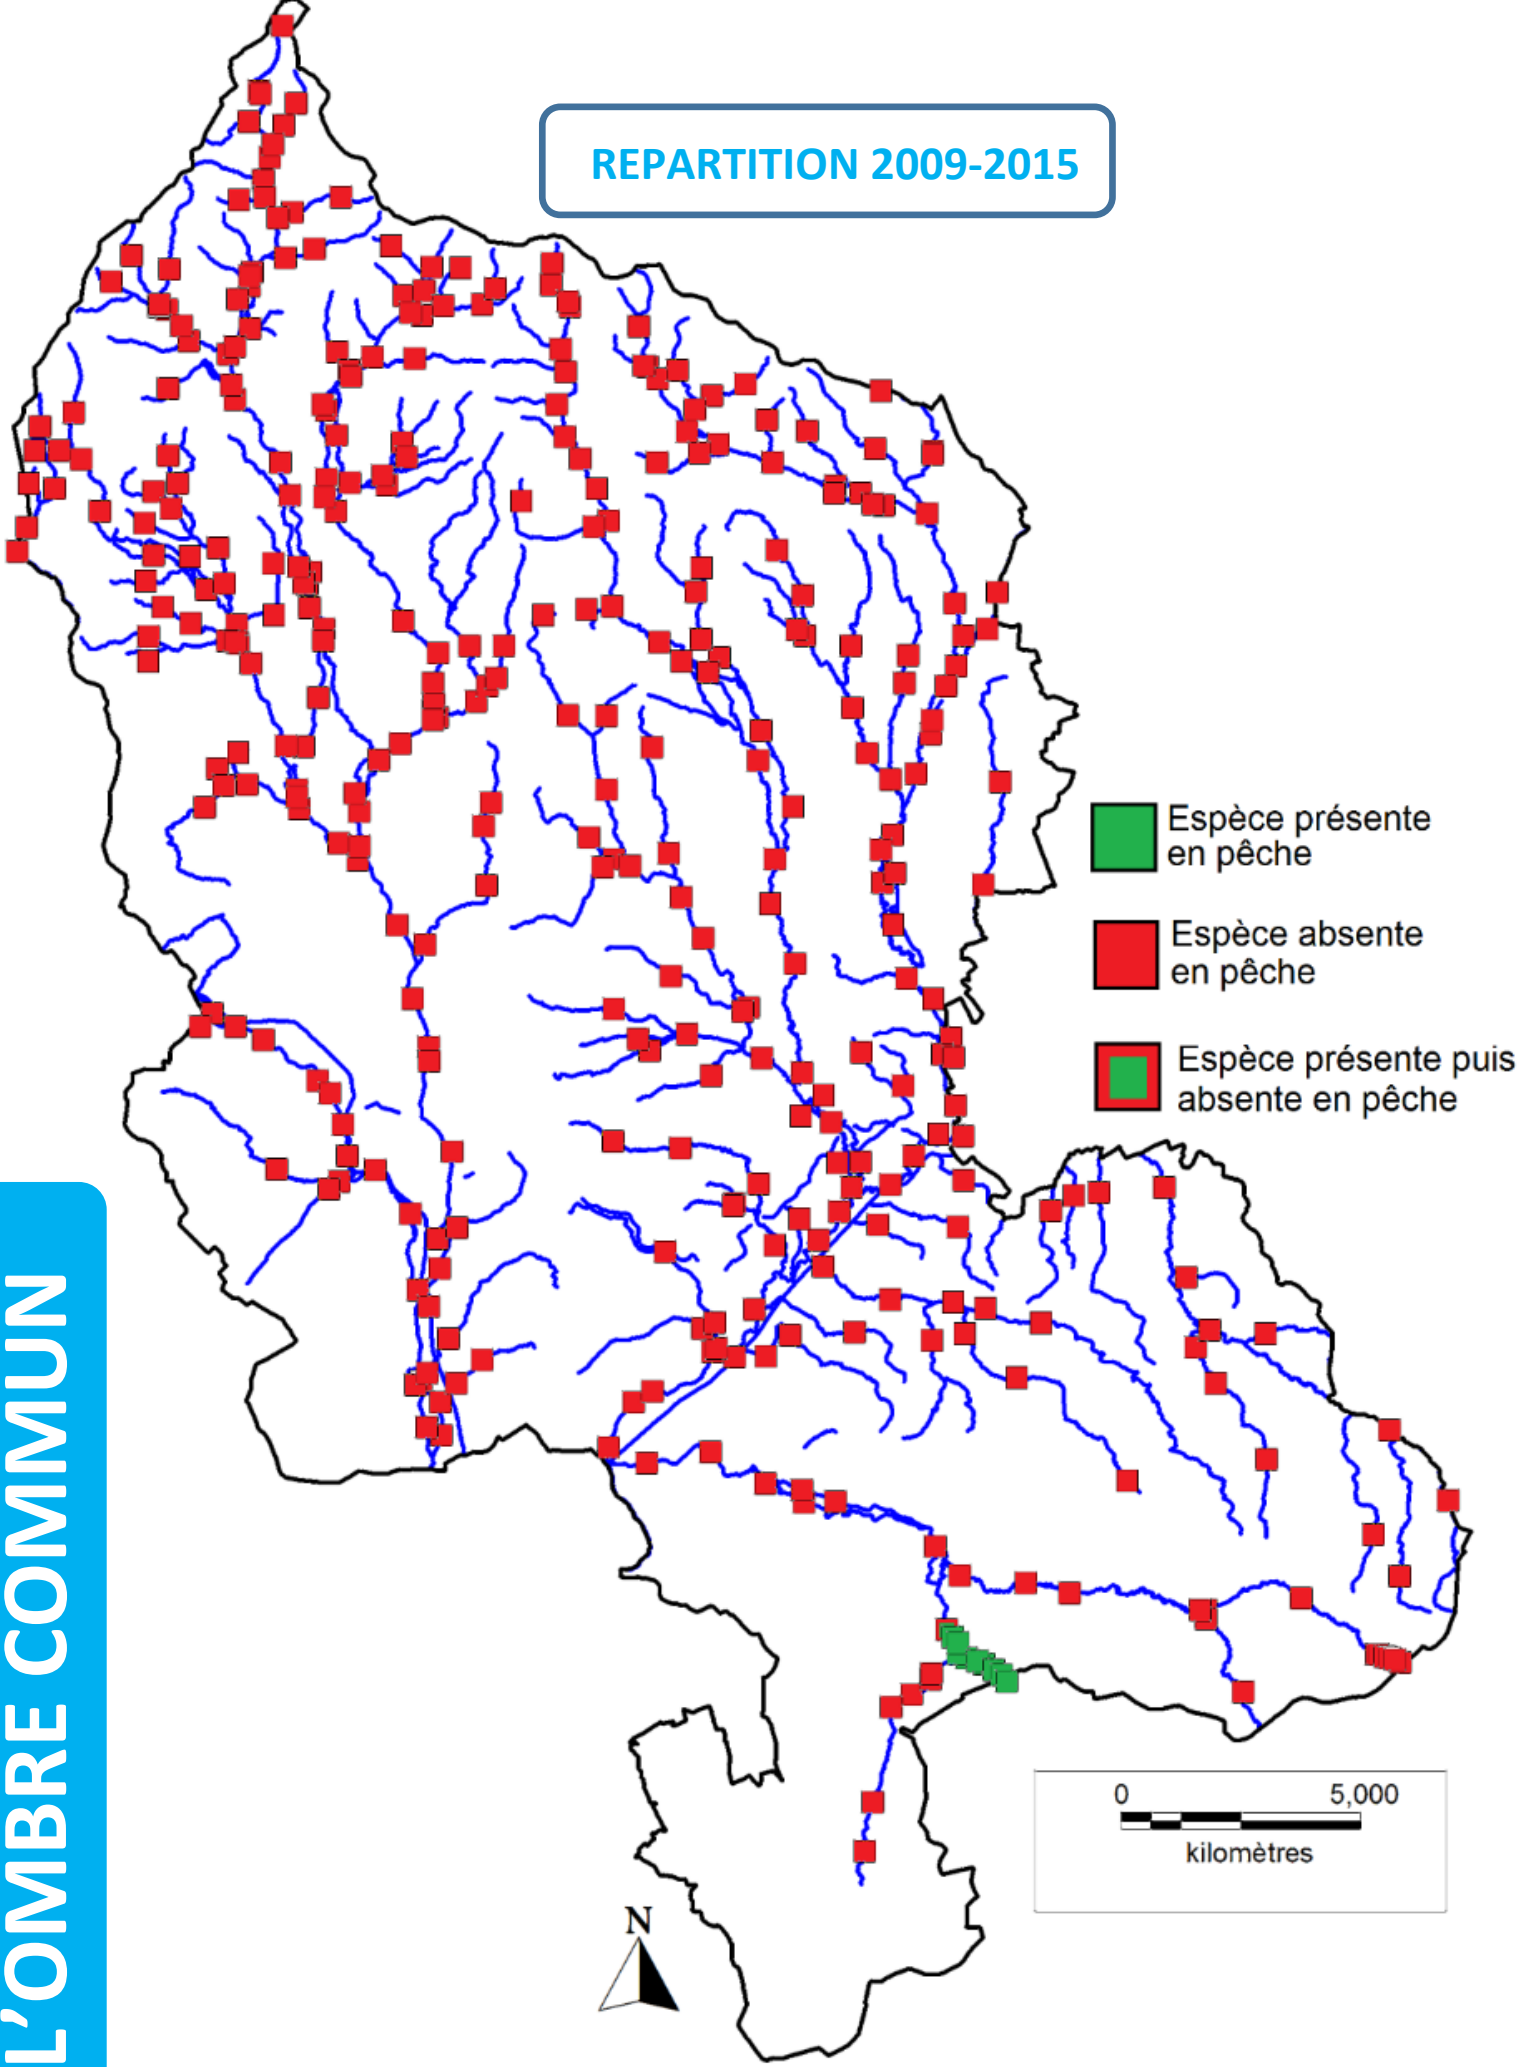 REPARTITION 2009-2015
Espèce présente
en pêche
Espèce absente
en pêche
Espèce présente puis
absente en pêche
L'OMBRE COMMUN
0 5,000
kilomètres
N